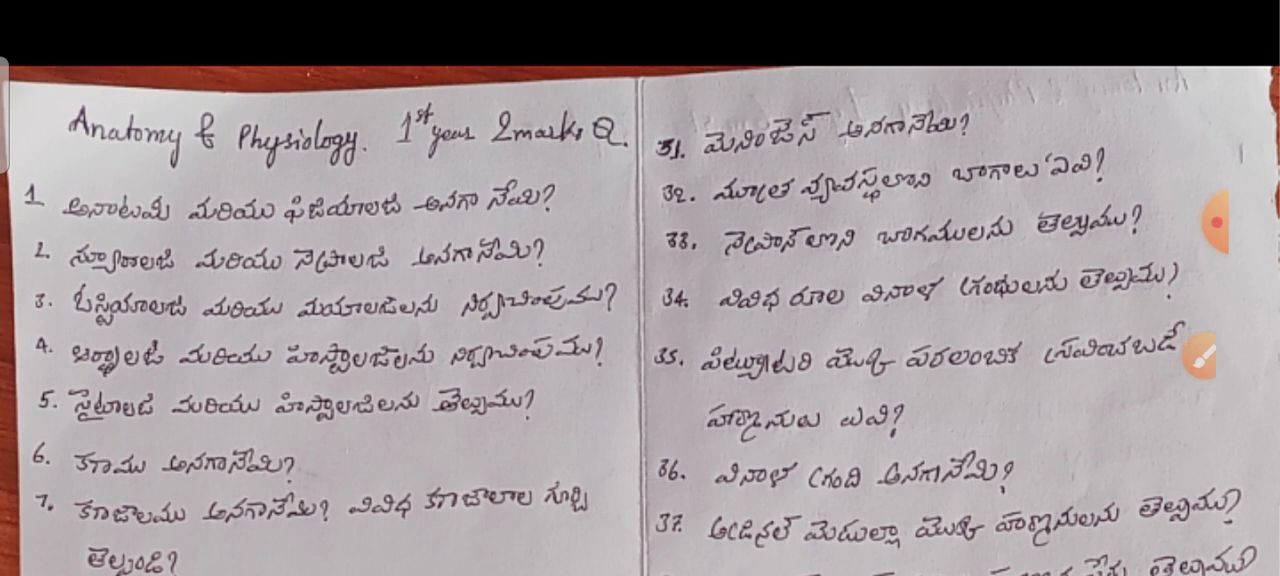 Anatomy & Physiology. 1st year 2marks Q.
1. అనాటమీ మరియు ఫిజియాలజి అనగా నేమి?
2. న్యూరాలజి మరియు నెఫ్రాలజి అనగానేమి?
3. ఓస్టియాలజి మరియు మయాలజిలను నిర్వచింపుము?
4. ఆర్థ్రాలజి మరియు హిస్టాలజిలను నిర్వచింపుము?
5. సైటాలజి మరియు హిస్టాలజిలను తెల్పుము?
6. కణము అనగానేమి?
7. కణజాలము అనగానేమి? వివిధ కణజాలాల గూర్చి
తెల్పండి?
31. మెనింజెస్ అనగానేమి?
32. మూత్ర వ్యవస్థలోని బాగాలు ఏవి?
33. నెఫ్రాన్ లోని బాగములను తెల్పుము?
34. వివిధ రకాల వినాళ గ్రంథులను తెల్పుము?
35. పిట్యుటరి యొక్క పరలంబిక స్రవించబడే
హార్మోనులు ఏవి?
36. వినాళ గ్రంది అనగానేమి?
37. అడ్రినల్ మెడుల్లా యొక్క హార్మోనులను తెల్పుము?
తెల్పుము